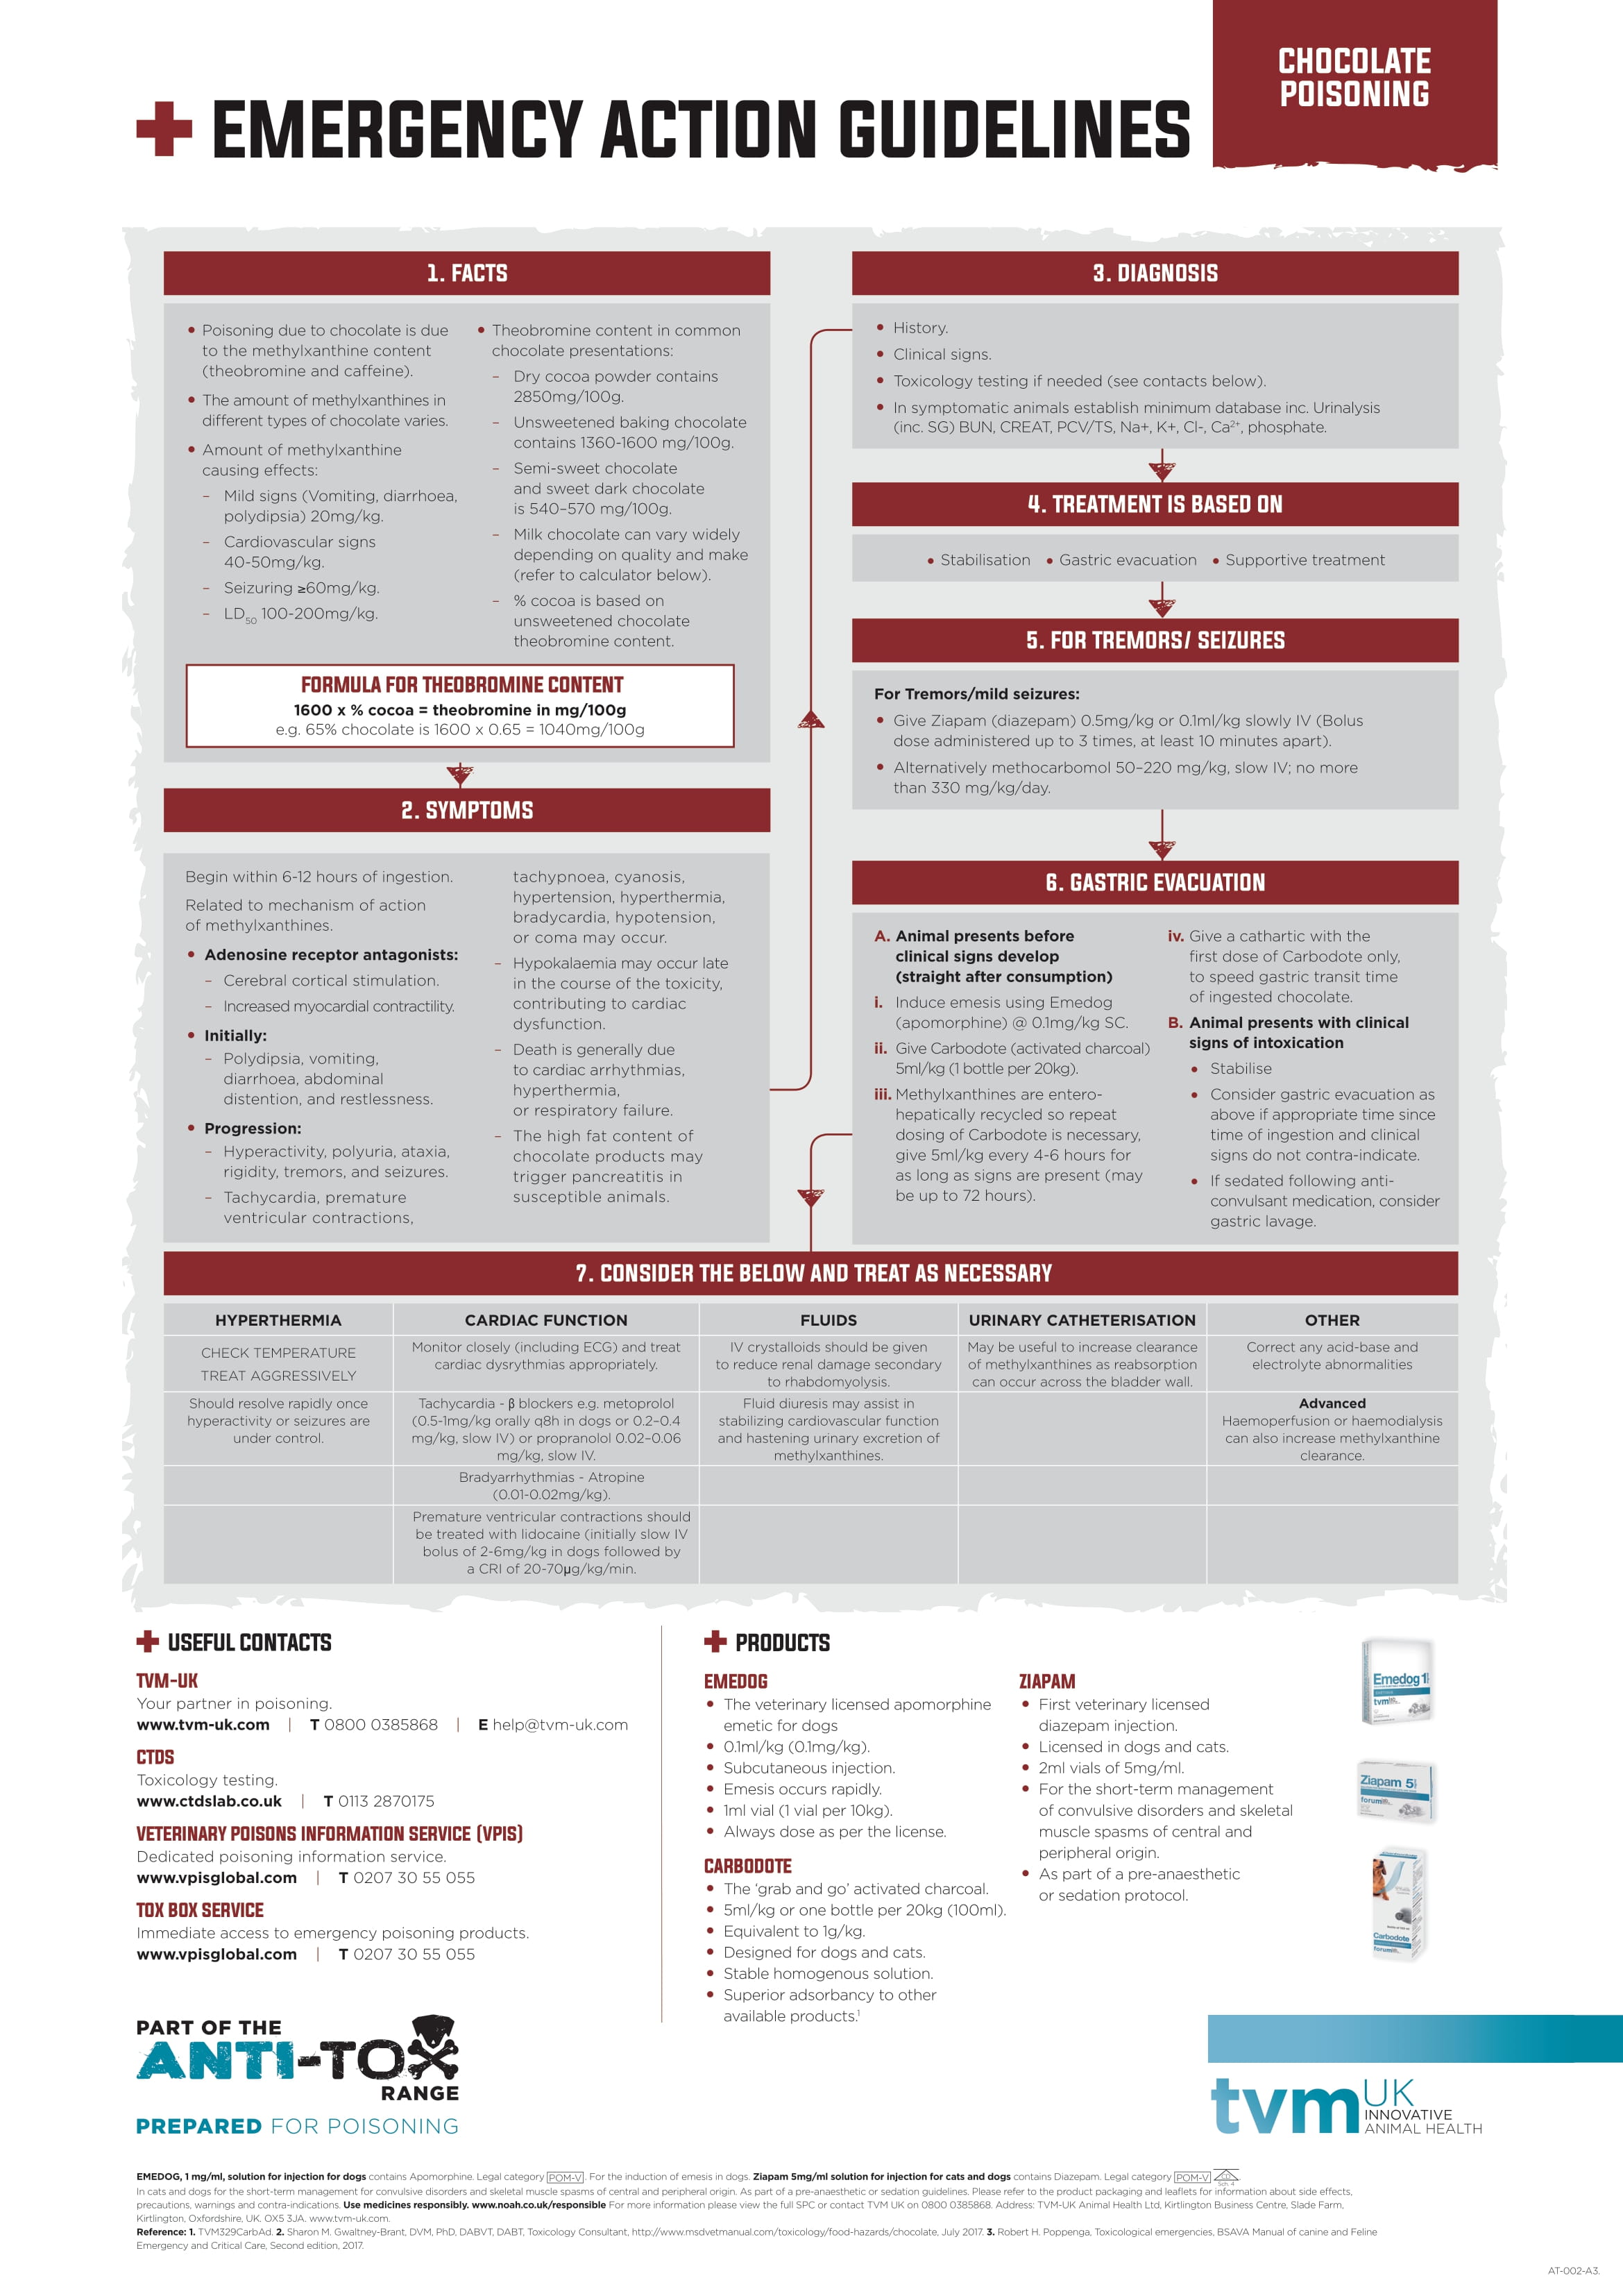 CHOCOLATE
POISONING
EMERGENCY ACTION GUIDELINES
1. FACTS
• Poisoning due to chocolate is due
to the methylxanthine content
(theobromine and caffeine).
• The amount of methylxanthines in
different types of chocolate varies.
• Amount of methylxanthine
causing effects:
– Mild signs (Vomiting, diarrhoea,
polydipsia) 20mg/kg.
– Cardiovascular signs
40-50mg/kg.
– Seizuring ≥60mg/kg.
– LD50 100-200mg/kg.
• Theobromine content in common
chocolate presentations:
– Dry cocoa powder contains
2850mg/100g.
– Unsweetened baking chocolate
contains 1360-1600 mg/100g.
– Semi-sweet chocolate
and sweet dark chocolate
is 540–570 mg/100g.
– Milk chocolate can vary widely
depending on quality and make
(refer to calculator below).
– % cocoa is based on
unsweetened chocolate
theobromine content.
FORMULA FOR THEOBROMINE CONTENT
1600 x % cocoa = theobromine in mg/100g
e.g. 65% chocolate is 1600 x 0.65 = 1040mg/100g
2. SYMPTOMS
Begin within 6-12 hours of ingestion.
Related to mechanism of action
of methylxanthines.
• Adenosine receptor antagonists:
– Cerebral cortical stimulation.
– Increased myocardial contractility.
• Initially:
– Polydipsia, vomiting,
diarrhoea, abdominal
distention, and restlessness.
• Progression:
– Hyperactivity, polyuria, ataxia,
rigidity, tremors, and seizures.
– Tachycardia, premature
ventricular contractions,
tachypnoea, cyanosis,
hypertension, hyperthermia,
bradycardia, hypotension,
or coma may occur.
– Hypokalaemia may occur late
in the course of the toxicity,
contributing to cardiac
dysfunction.
– Death is generally due
to cardiac arrhythmias,
hyperthermia,
or respiratory failure.
– The high fat content of
chocolate products may
trigger pancreatitis in
susceptible animals.
3. DIAGNOSIS
• History.
• Clinical signs.
• Toxicology testing if needed (see contacts below).
• In symptomatic animals establish minimum database inc. Urinalysis
(inc. SG) BUN, CREAT, PCV/TS, Na+, K+, Cl-, Ca2+, phosphate.
4. TREATMENT IS BASED ON
• Stabilisation • Gastric evacuation • Supportive treatment
5. FOR TREMORS/ SEIZURES
For Tremors/mild seizures:
• Give Ziapam (diazepam) 0.5mg/kg or 0.1ml/kg slowly IV (Bolus
dose administered up to 3 times, at least 10 minutes apart).
• Alternatively methocarbomol 50–220 mg/kg, slow IV; no more
than 330 mg/kg/day.
6. GASTRIC EVACUATION
A. Animal presents before
clinical signs develop
(straight after consumption)
i. Induce emesis using Emedog
(apomorphine) @ 0.1mg/kg SC.
ii. Give Carbodote (activated charcoal)
5ml/kg (1 bottle per 20kg).
iii. Methylxanthines are entero-
hepatically recycled so repeat
dosing of Carbodote is necessary,
give 5ml/kg every 4-6 hours for
as long as signs are present (may
be up to 72 hours).
iv. Give a cathartic with the
first dose of Carbodote only,
to speed gastric transit time
of ingested chocolate.
B. Animal presents with clinical
signs of intoxication
• Stabilise
• Consider gastric evacuation as
above if appropriate time since
time of ingestion and clinical
signs do not contra-indicate.
• If sedated following anti-
convulsant medication, consider
gastric lavage.
7. CONSIDER THE BELOW AND TREAT AS NECESSARY
HYPERTHERMIA
CHECK TEMPERATURE
TREAT AGGRESSIVELY
Should resolve rapidly once
hyperactivity or seizures are
under control.
CARDIAC FUNCTION
Monitor closely (including ECG) and treat
cardiac dysrythmias appropriately.
Tachycardia - β blockers e.g. metoprolol
(0.5-1mg/kg orally q8h in dogs or 0.2–0.4
mg/kg, slow IV) or propranolol 0.02–0.06
mg/kg, slow IV.
Bradyarrhythmias - Atropine
(0.01-0.02mg/kg).
Premature ventricular contractions should
be treated with lidocaine (initially slow IV
bolus of 2-6mg/kg in dogs followed by
a CRI of 20-70μg/kg/min.
FLUIDS
IV crystalloids should be given
to reduce renal damage secondary
to rhabdomyolysis.
Fluid diuresis may assist in
stabilizing cardiovascular function
and hastening urinary excretion of
methylxanthines.
URINARY CATHETERISATION
May be useful to increase clearance
of methylxanthines as reabsorption
can occur across the bladder wall.
OTHER
Correct any acid-base and
electrolyte abnormalities
Advanced
Haemoperfusion or haemodialysis
can also increase methylxanthine
clearance.
USEFUL CONTACTS
TVM-UK
Your partner in poisoning.
www.tvm-uk.com | T 0800 0385868 | E help@tvm-uk.com
CTDS
Toxicology testing.
www.ctdslab.co.uk | T 0113 2870175
VETERINARY POISONS INFORMATION SERVICE (VPIS)
Dedicated poisoning information service.
www.vpisglobal.com | T 0207 30 55 055
TOX BOX SERVICE
Immediate access to emergency poisoning products.
www.vpisglobal.com | T 0207 30 55 055
PRODUCTS
EMEDOG
• The veterinary licensed apomorphine
emetic for dogs
• 0.1ml/kg (0.1mg/kg).
• Subcutaneous injection.
• Emesis occurs rapidly.
• 1ml vial (1 vial per 10kg).
• Always dose as per the license.
CARBODOTE
• The ‘grab and go’ activated charcoal.
• 5ml/kg or one bottle per 20kg (100ml).
• Equivalent to 1g/kg.
• Designed for dogs and cats.
• Stable homogenous solution.
• Superior adsorbancy to other
available products.1
ZIAPAM
• First veterinary licensed
diazepam injection.
• Licensed in dogs and cats.
• 2ml vials of 5mg/ml.
• For the short-term management
of convulsive disorders and skeletal
muscle spasms of central and
peripheral origin.
• As part of a pre-anaesthetic
or sedation protocol.
Emedog 1
tvm
Ziapam 5
forum
Carbodote
forum
PART OF THE
ANTI-TOX
RANGE
PREPARED FOR POISONING
tvm UK
INNOVATIVE
ANIMAL HEALTH
EMEDOG, 1 mg/ml, solution for injection for dogs contains Apomorphine. Legal category POM-V. For the induction of emesis in dogs. Ziapam 5mg/ml solution for injection for cats and dogs contains Diazepam. Legal category POM-V CD Sch. 4
In cats and dogs for the short-term management for convulsive disorders and skeletal muscle spasms of central and peripheral origin. As part of a pre-anaesthetic or sedation guidelines. Please refer to the product packaging and leaflets for information about side effects,
precautions, warnings and contra-indications. Use medicines responsibly. www.noah.co.uk/responsible For more information please view the full SPC or contact TVM UK on 0800 0385868. Address: TVM-UK Animal Health Ltd, Kirtlington Business Centre, Slade Farm,
Kirtlington, Oxfordshire, UK. OX5 3JA. www.tvm-uk.com.
Reference: 1. TVM329CarbAd. 2. Sharon M. Gwaltney-Brant, DVM, PhD, DABVT, DABT, Toxicology Consultant, http://www.msdvetmanual.com/toxicology/food-hazards/chocolate, July 2017. 3. Robert H. Poppenga, Toxicological emergencies, BSAVA Manual of canine and Feline
Emergency and Critical Care, Second edition, 2017.
AT-002-A3.